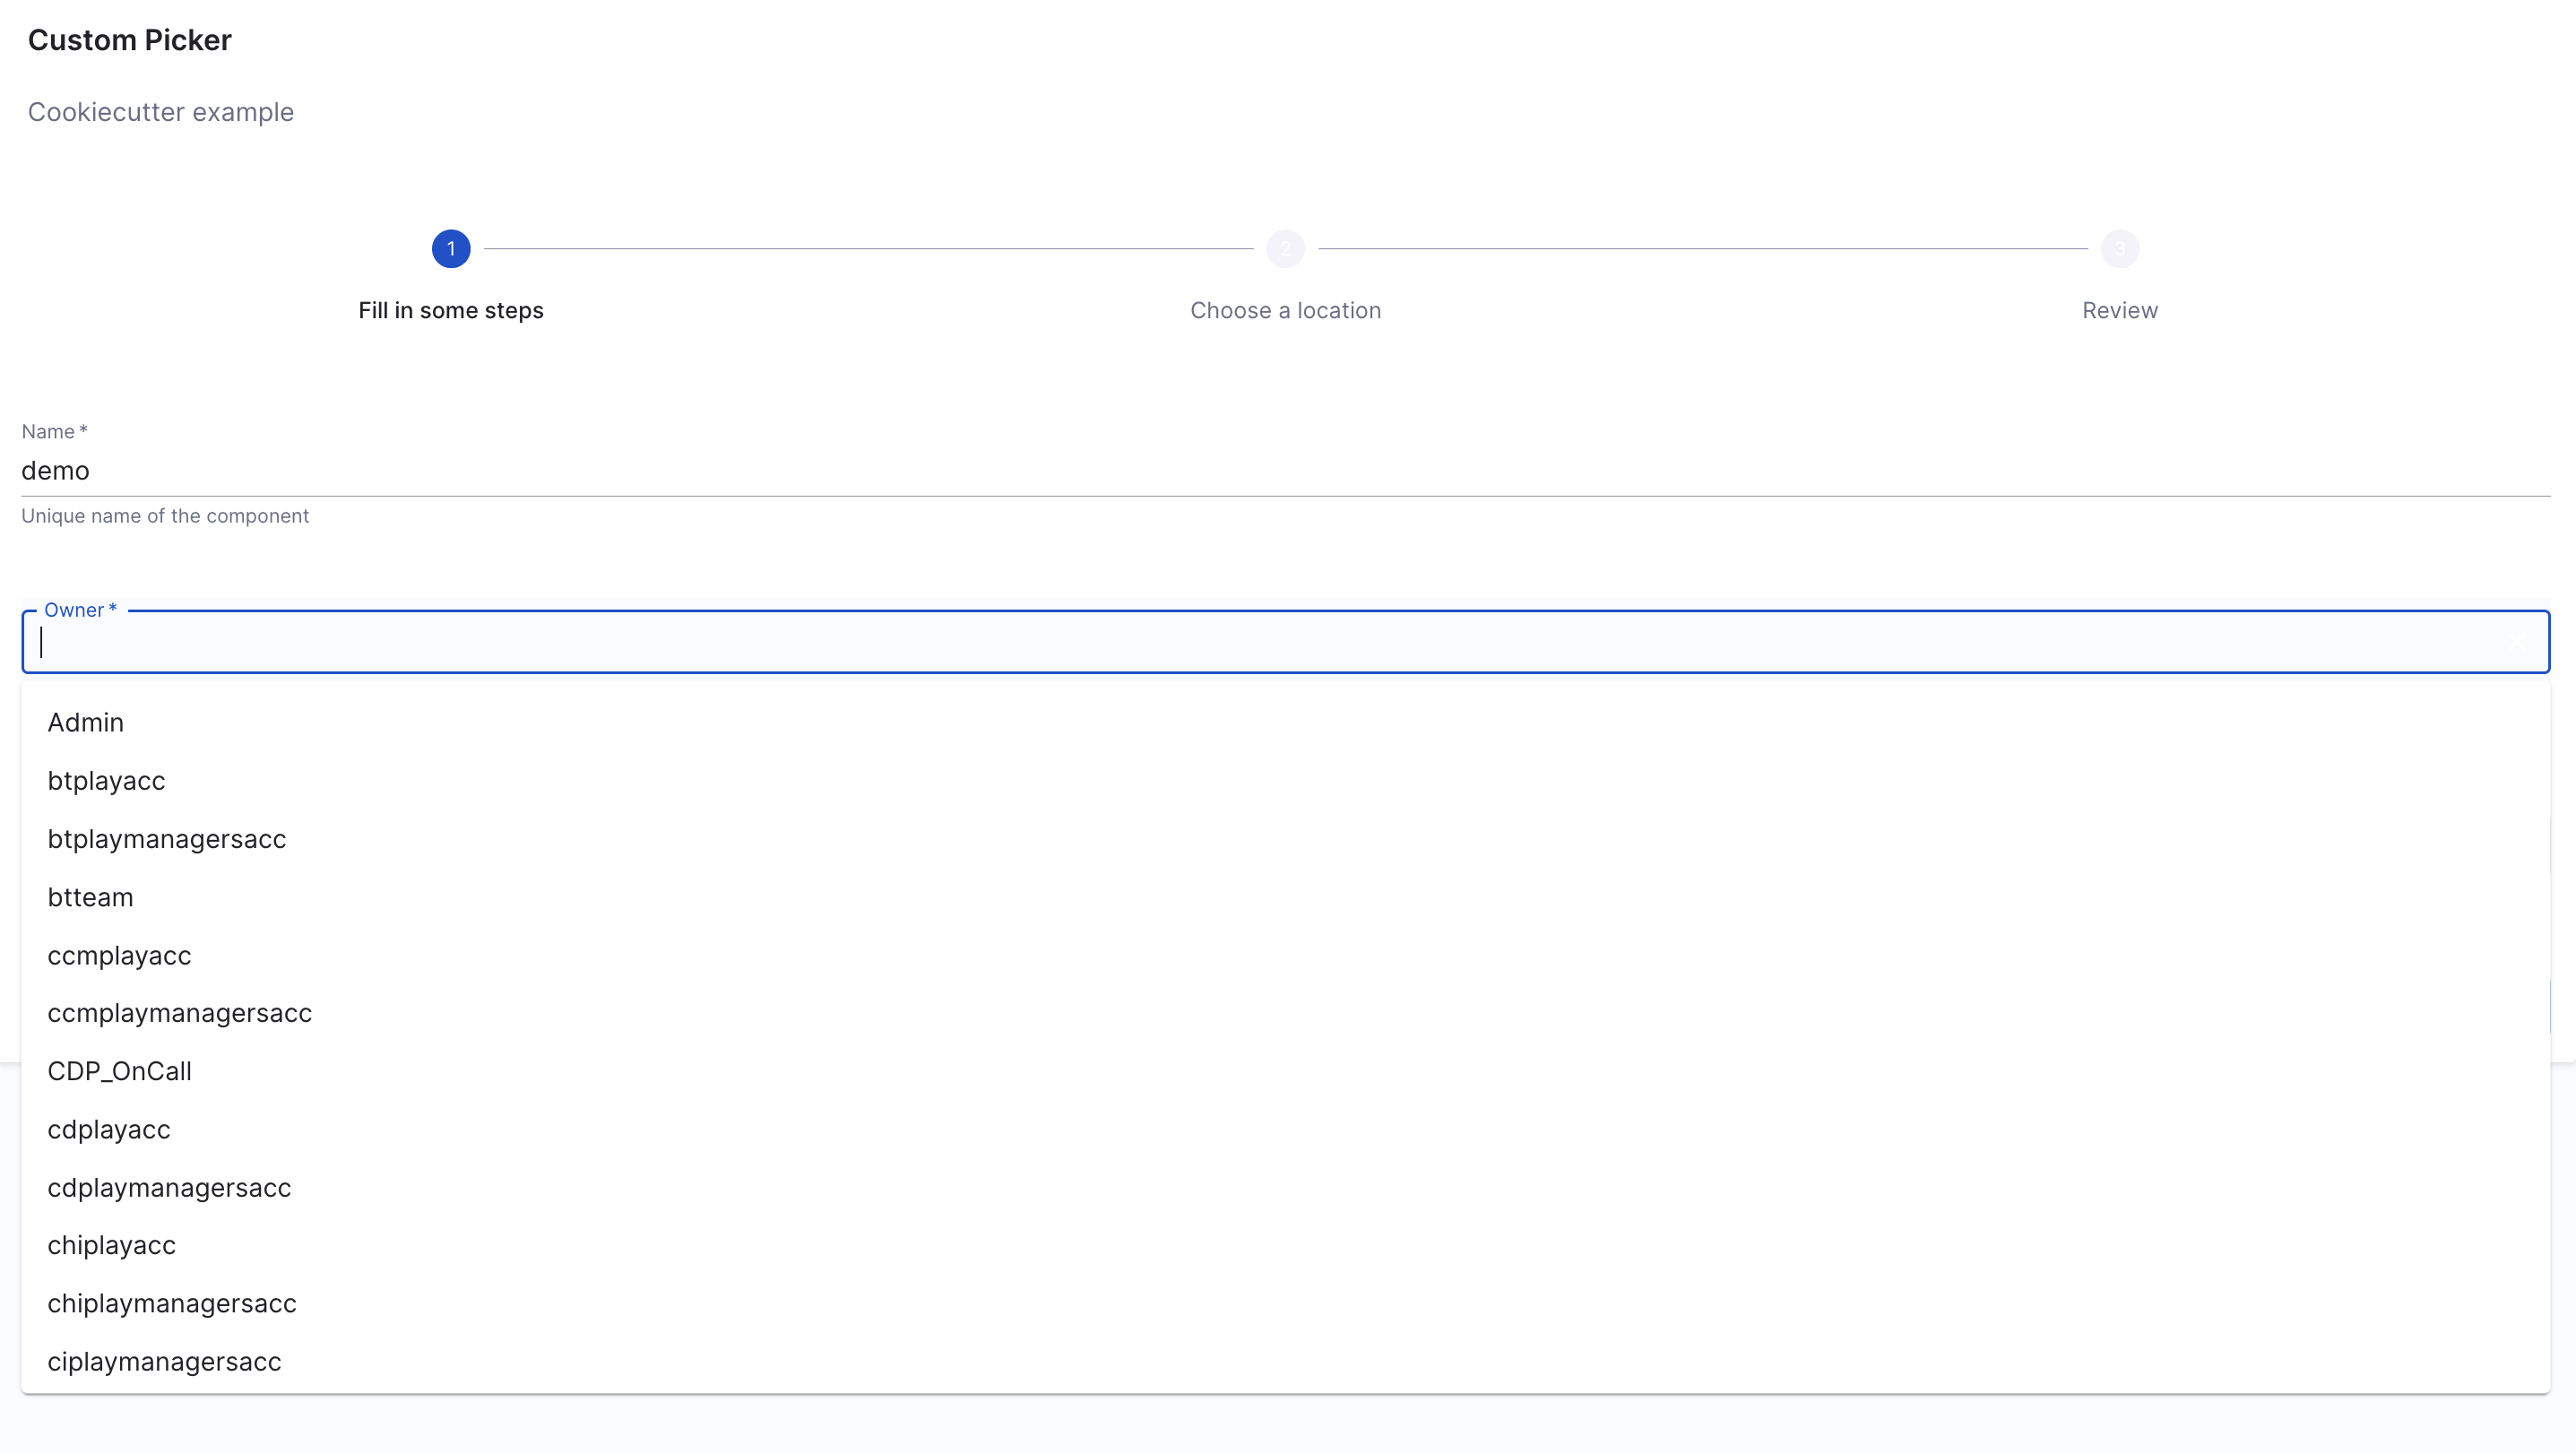 Custom Picker
Cookiecutter example
1
2
3
Fill in some steps
Choose a location
Review
Name *
demo
Unique name of the component
Owner *
Admin
btplayacc
btplaymanagersacc
btteam
ccmplayacc
ccmplaymanagersacc
CDP_OnCall
cdplayacc
cdplaymanagersacc
chiplayacc
chiplaymanagersacc
ciplaymanagersacc